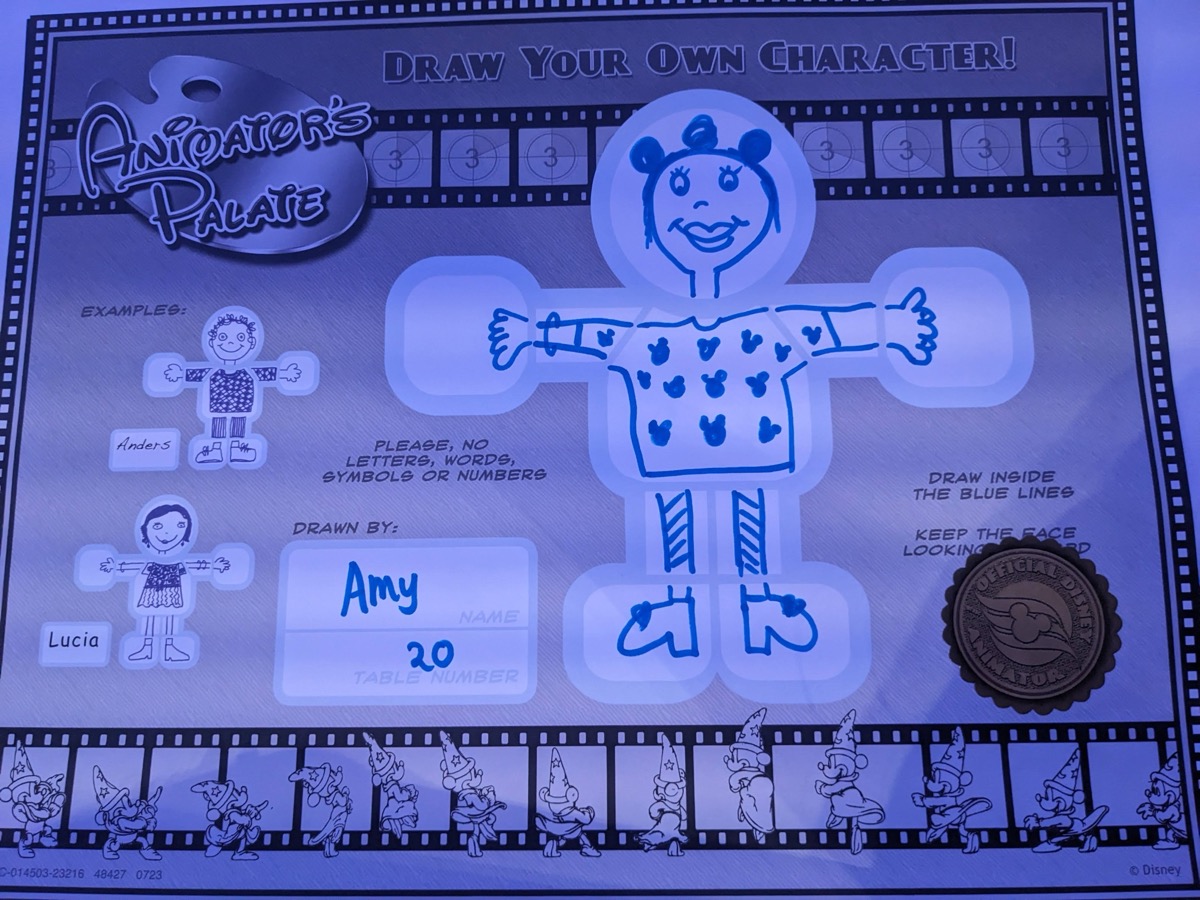 DRAW YOUR OWN CHARACTER!
ANIMATOR'S
PALATE
3 3 3 3 3 3 3 3
EXAMPLES:
Anders
Lucia
PLEASE, NO
LETTERS, WORDS,
SYMBOLS OR NUMBERS
DRAWN BY:
Amy
NAME
20
TABLE NUMBER
DRAW INSIDE
THE BLUE LINES
KEEP THE FACE
LOOKING
OFFICIAL DISNEY
ANIMATOR
C-014503-23216 48427 0723
© Disney